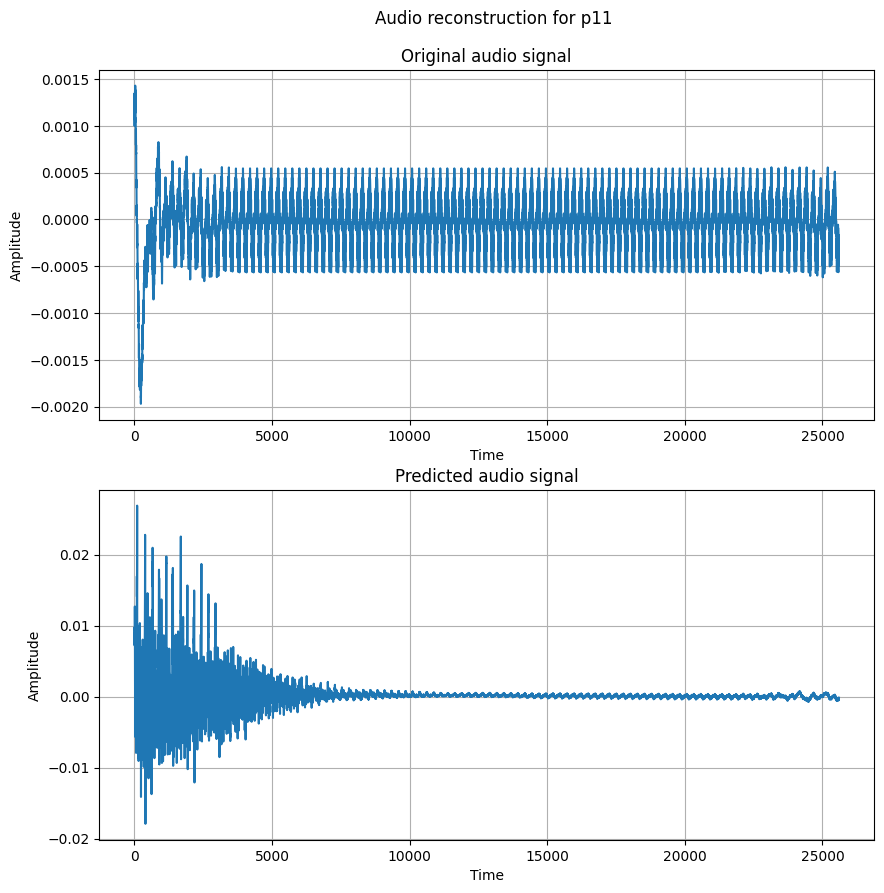 Audio reconstruction for p11
Original audio signal
0.0015
0.0010
0.0005
0.0000
−0.0005
−0.0010
−0.0015
−0.0020
Amplitude
0 5000 10000 15000 20000 25000
Time
Predicted audio signal
0.02
0.01
0.00
−0.01
−0.02
Amplitude
0 5000 10000 15000 20000 25000
Time